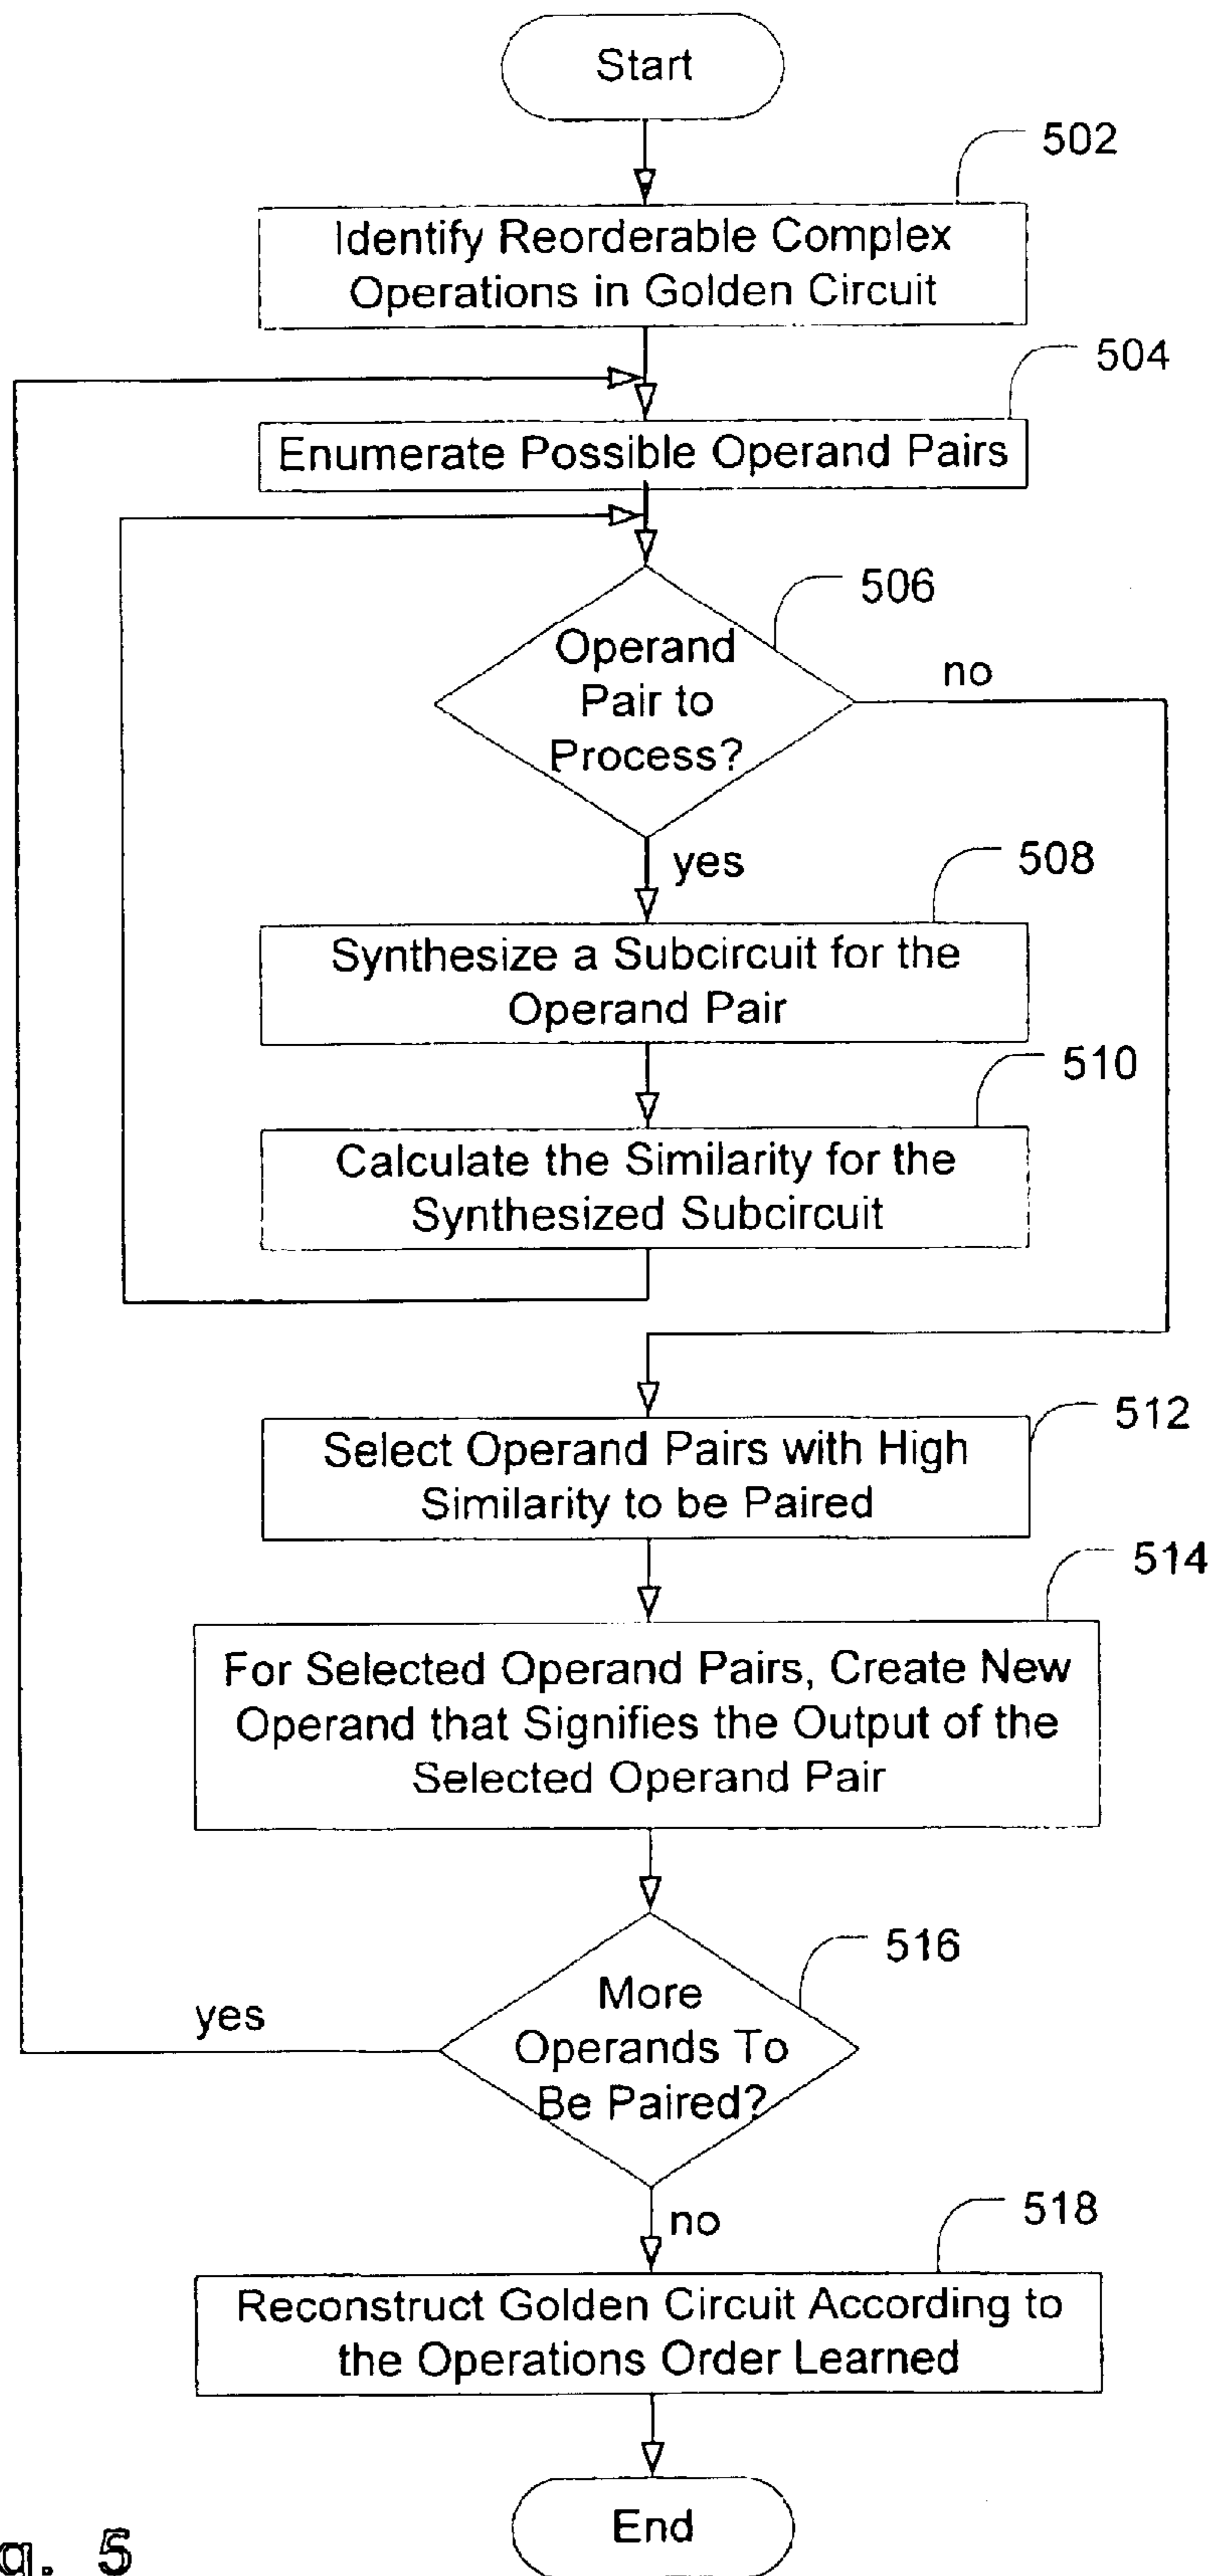 Start
502
Identify Reorderable Complex
Operations in Golden Circuit
504
Enumerate Possible Operand Pairs
506
Operand
Pair to
Process?
no
yes
508
Synthesize a Subcircuit for the
Operand Pair
510
Calculate the Similarity for the
Synthesized Subcircuit
512
Select Operand Pairs with High
Similarity to be Paired
514
For Selected Operand Pairs, Create New
Operand that Signifies the Output of the
Selected Operand Pair
516
More
Operands To
Be Paired?
yes
no
518
Reconstruct Golden Circuit According to
the Operations Order Learned
End
g. 5